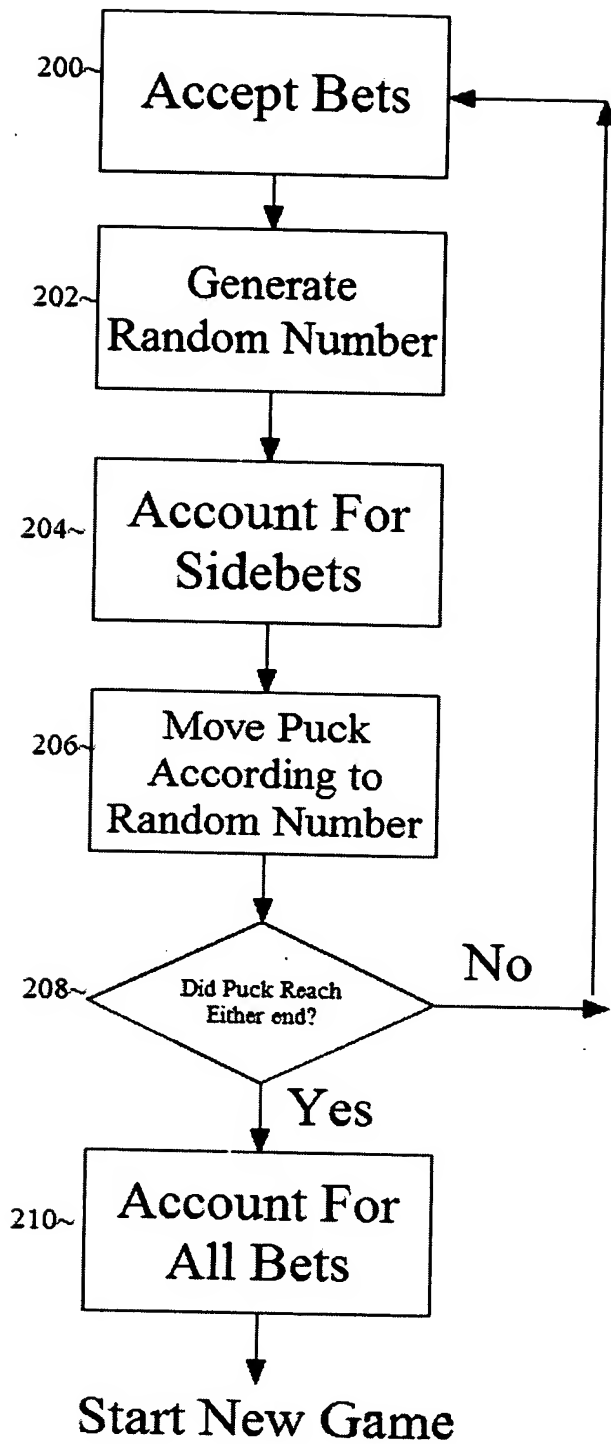 200~
Accept Bets
202~
Generate
Random Number
204~
Account For
Sidebets
206~
Move Puck
According to
Random Number
208~
Did Puck Reach
Either end?
No
Yes
210~
Account For
All Bets
Start New Game